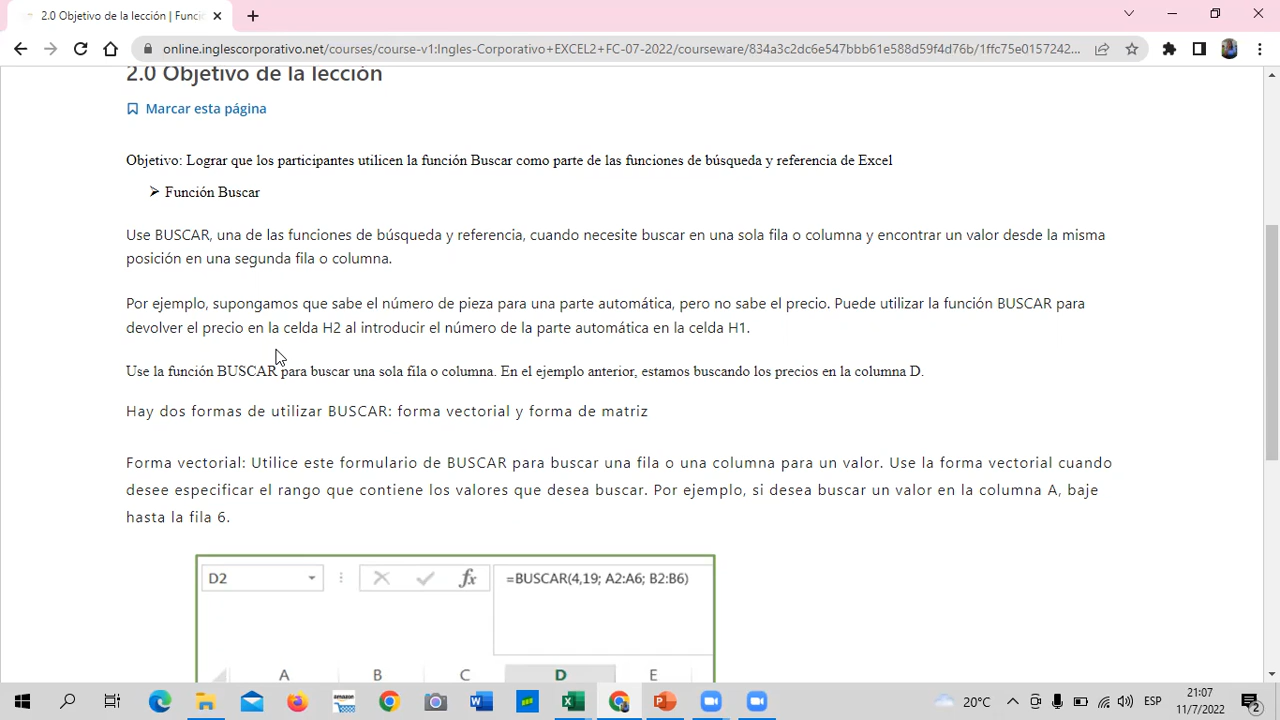 2.0 Objetivo de la lección | Funci
online.inglescorporativo.net/courses/course-v1:Ingles-Corporativo+EXCEL2+FC-07-2022/courseware/834a3c2dc6e547bbb61e588d59f4d76b/1ffc75e0157242...
2.0 Objetivo de la lección
Marcar esta página
Objetivo: Lograr que los participantes utilicen la función Buscar como parte de las funciones de búsqueda y referencia de Excel
➢ Función Buscar
Use BUSCAR, una de las funciones de búsqueda y referencia, cuando necesite buscar en una sola fila o columna y encontrar un valor desde la misma
posición en una segunda fila o columna.
Por ejemplo, supongamos que sabe el número de pieza para una parte automática, pero no sabe el precio. Puede utilizar la función BUSCAR para
devolver el precio en la celda H2 al introducir el número de la parte automática en la celda H1.
Use la función BUSCAR para buscar una sola fila o columna. En el ejemplo anterior, estamos buscando los precios en la columna D.
Hay dos formas de utilizar BUSCAR: forma vectorial y forma de matriz
Forma vectorial: Utilice este formulario de BUSCAR para buscar una fila o una columna para un valor. Use la forma vectorial cuando
desee especificar el rango que contiene los valores que desea buscar. Por ejemplo, si desea buscar un valor en la columna A, baje
hasta la fila 6.
D2 fx =BUSCAR(4,19; A2:A6; B2:B6)
A B C D E
amazon
20°C ESP 21:07
11/7/2022 2